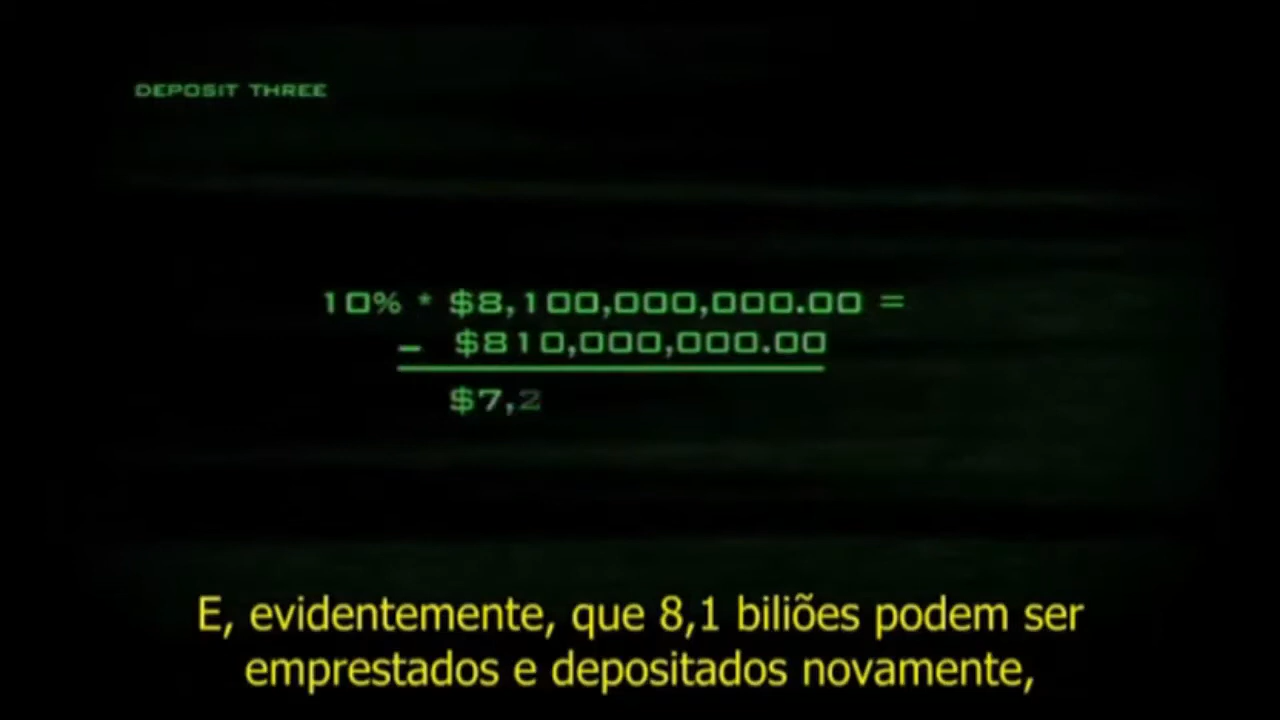 DEPOSIT THREE
10% * $8,100,000,000.00 =
– $810,000,000.00
$7,2
E, evidentemente, que 8,1 biliões podem ser
emprestados e depositados novamente,